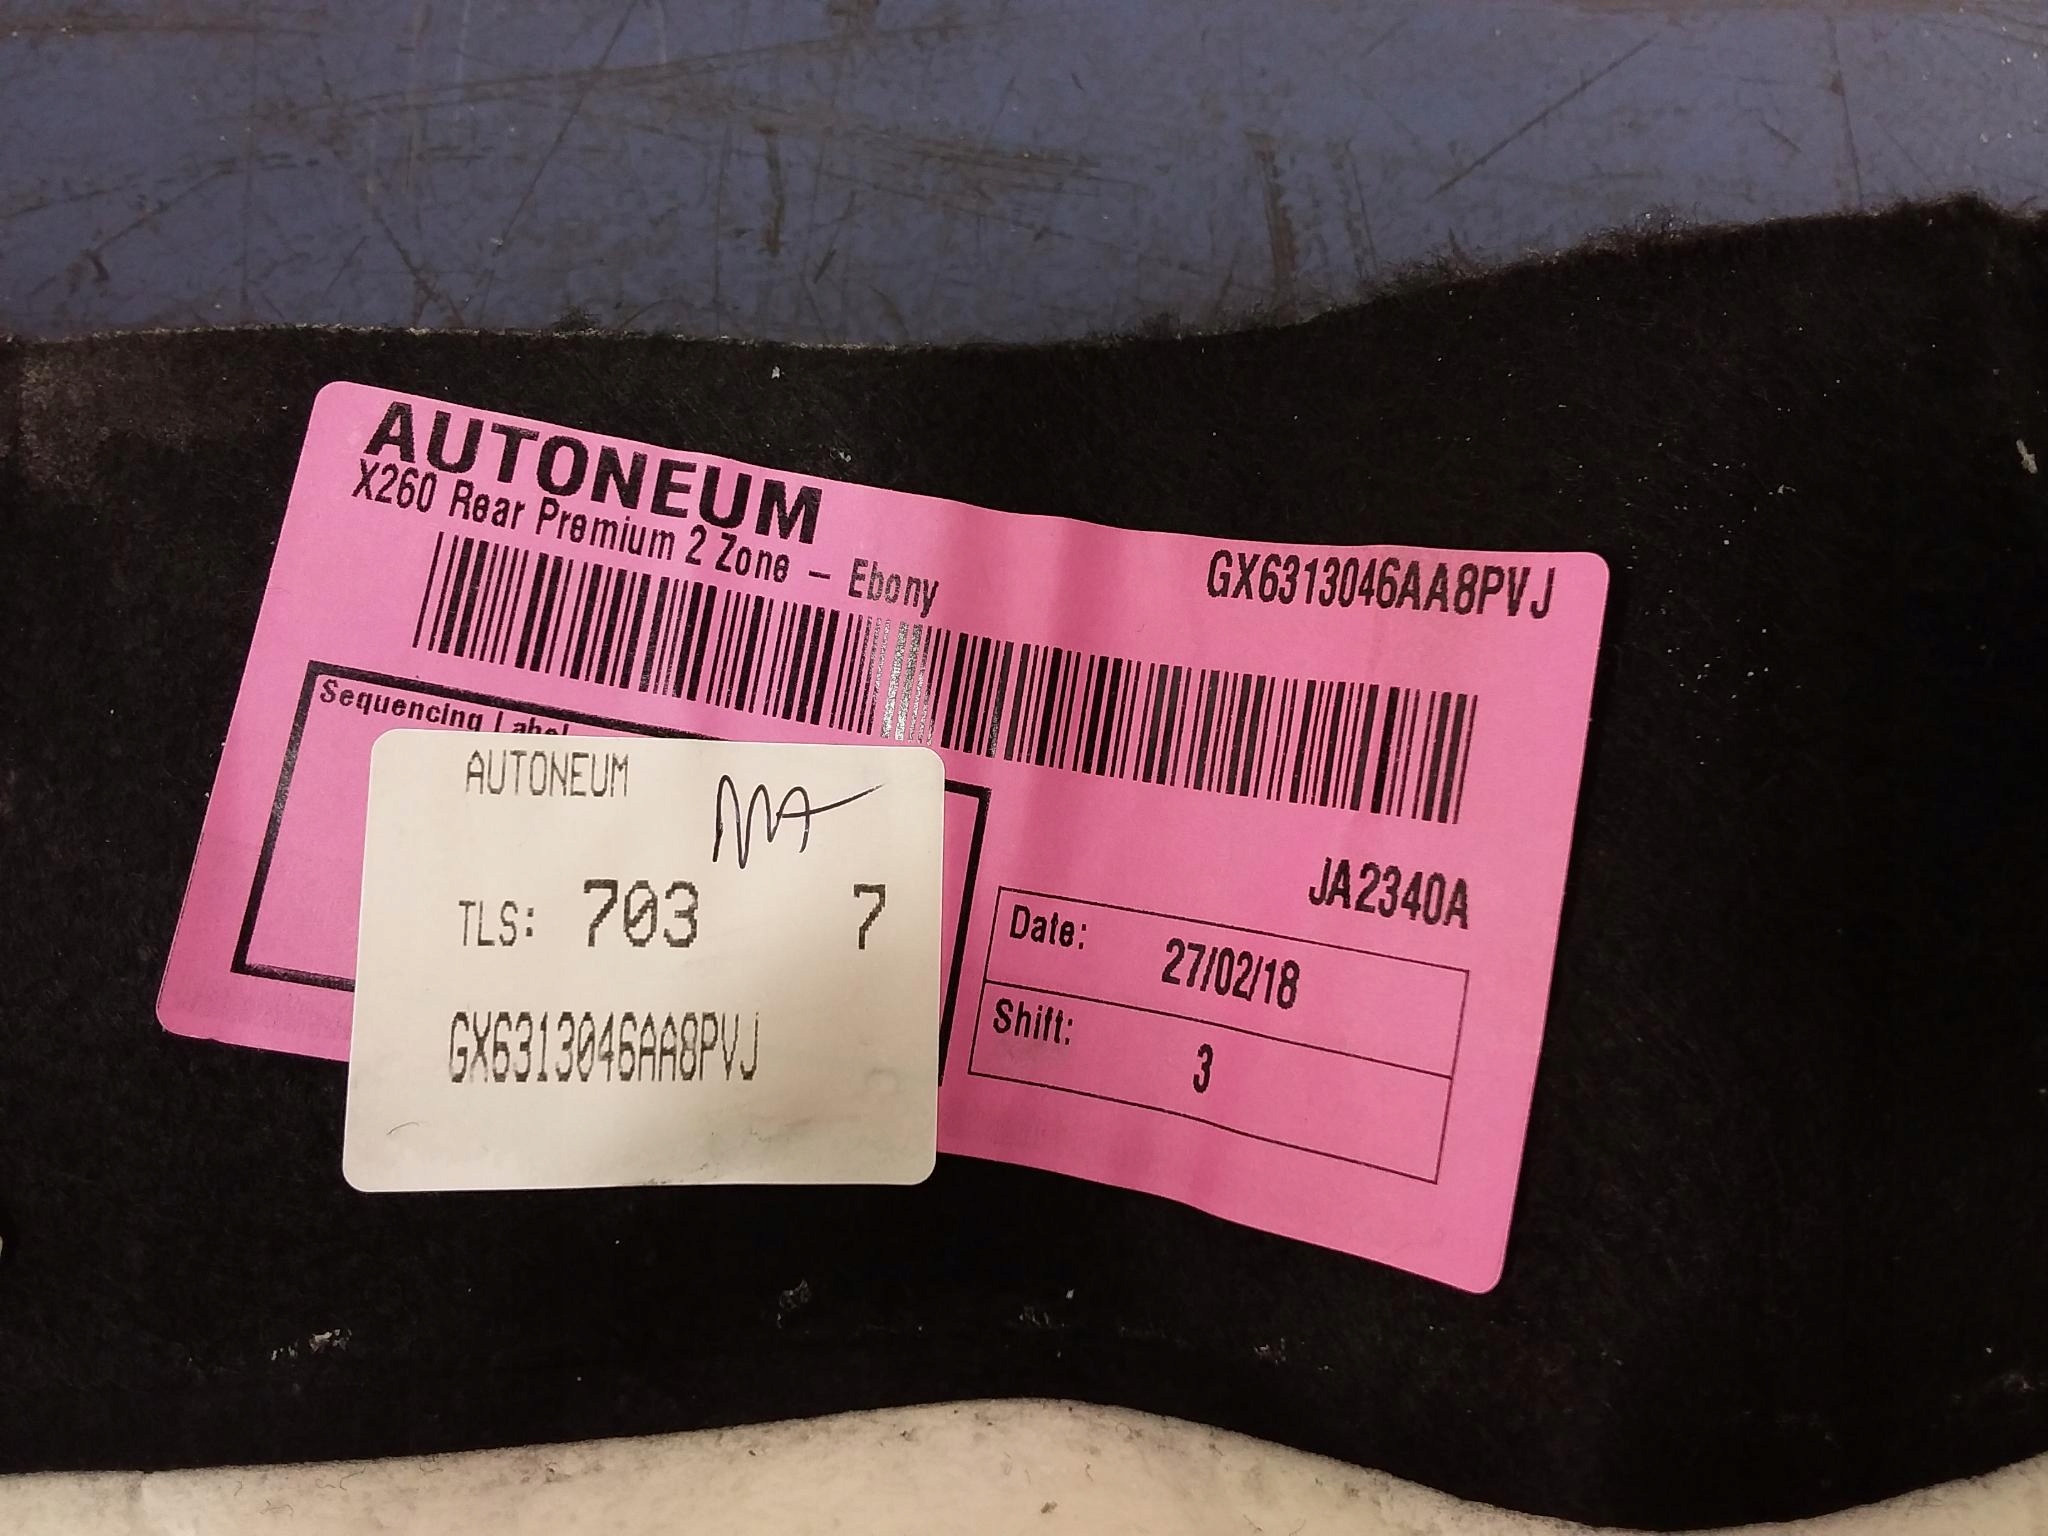 AUTONEUM
X260 Rear Premium 2 Zone – Ebony
GX6313046AA8PVJ
Sequencing Label
JA2340A
Date: 27/02/18
Shift: 3
AUTONEUM
TLS: 703 7
GX6313046AA8PVJ